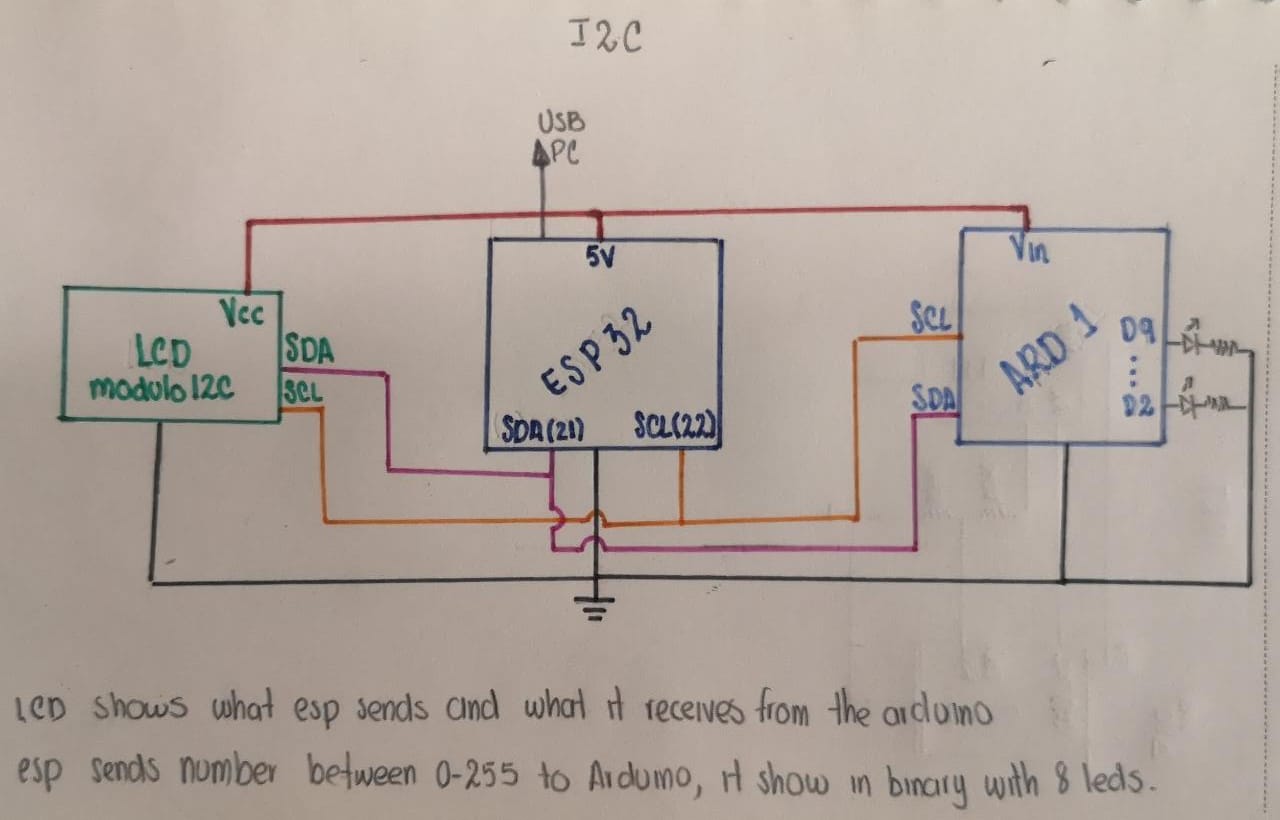 I2C
USB
PC
5V
Vin
Vcc
SCL
ESP32
ARD 1
D9
LCD
SDA
modulo I2C
SCL
SDA
D2
SDA(21)
SCL(22)
LCD shows what esp sends and what it receives from the arduino
esp sends number between 0-255 to Arduino, it show in binary with 8 leds.